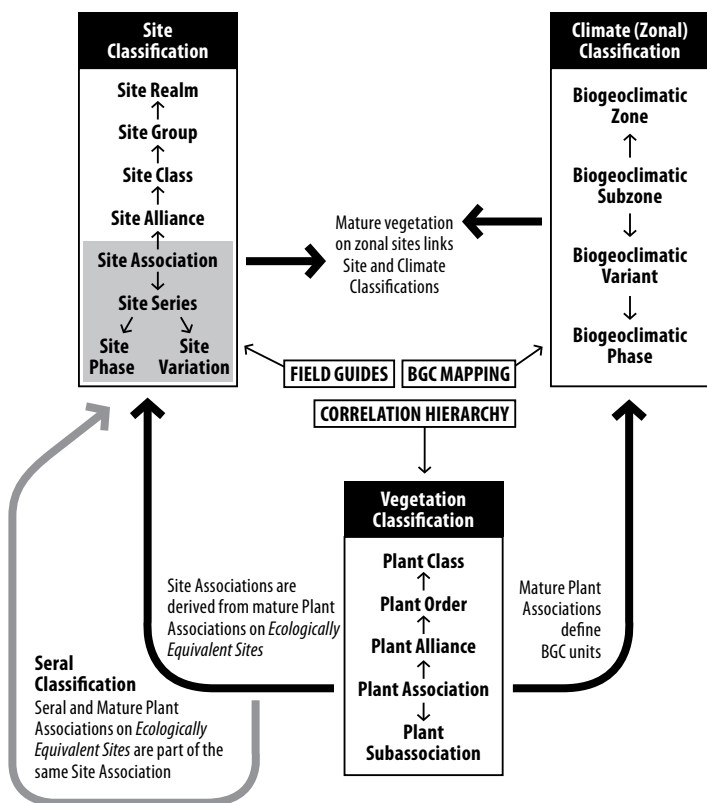 Site
Classification
Site Realm
Site Group
Site Class
Site Alliance
Site Association
Site Series
Site
Phase
Site
Variation
Climate (Zonal)
Classification
Biogeoclimatic
Zone
Biogeoclimatic
Subzone
Biogeoclimatic
Variant
Biogeoclimatic
Phase
Mature vegetation
on zonal sites links
Site and Climate
Classifications
FIELD GUIDES
BGC MAPPING
CORRELATION HIERARCHY
Vegetation
Classification
Plant Class
Plant Order
Plant Alliance
Plant Association
Plant
Subassociation
Site Associations are
derived from mature Plant
Associations on Ecologically
Equivalent Sites
Mature Plant
Associations
define
BGC units
Seral
Classification
Seral and Mature Plant
Associations on Ecologically
Equivalent Sites are part of the
same Site Association